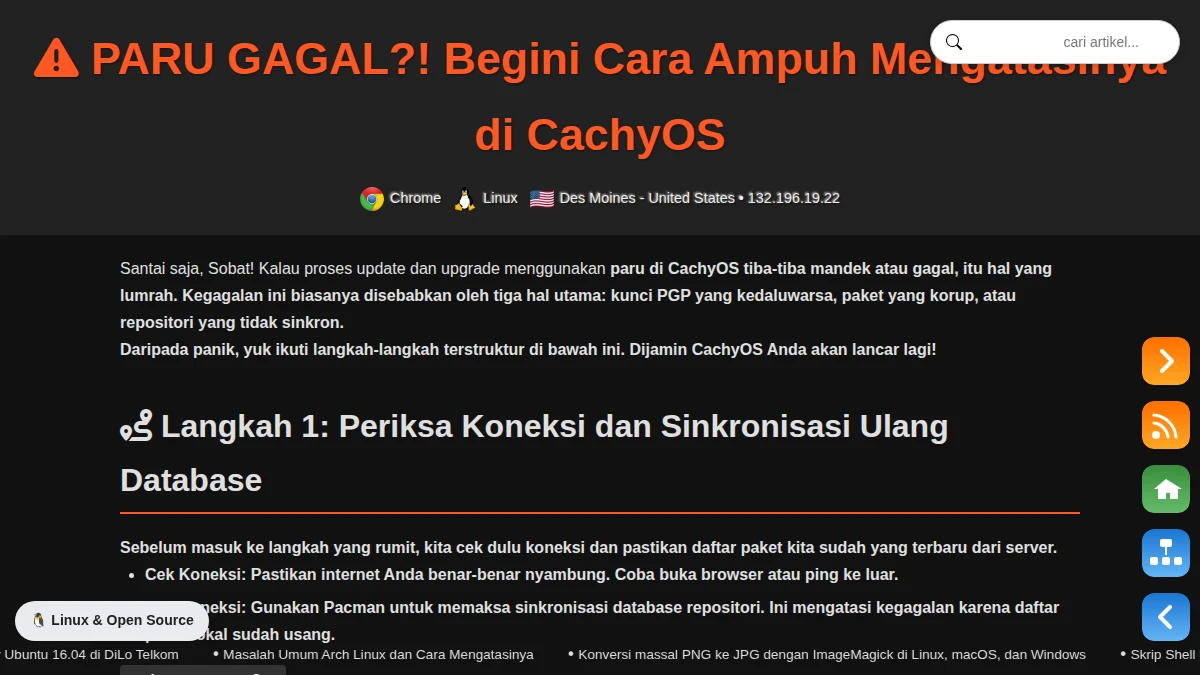 PARU GAGAL?! Begini Cara Ampuh Mengatasinya
di CachyOS
cari artikel...
Chrome Linux Des Moines - United States • 132.196.19.22
Santai saja, Sobat! Kalau proses update dan upgrade menggunakan paru di CachyOS tiba-tiba mandek atau gagal, itu hal yang
lumrah. Kegagalan ini biasanya disebabkan oleh tiga hal utama: kunci PGP yang kedaluwarsa, paket yang korup, atau
repositori yang tidak sinkron.
Daripada panik, yuk ikuti langkah-langkah terstruktur di bawah ini. Dijamin CachyOS Anda akan lancar lagi!
Langkah 1: Periksa Koneksi dan Sinkronisasi Ulang
Database
Sebelum masuk ke langkah yang rumit, kita cek dulu koneksi dan pastikan daftar paket kita sudah yang terbaru dari server.
• Cek Koneksi: Pastikan internet Anda benar-benar nyambung. Coba buka browser atau ping ke luar.
neksi: Gunakan Pacman untuk memaksa sinkronisasi database repositori. Ini mengatasi kegagalan karena daftar
okal sudah usang.
Linux & Open Source
Ubuntu 16.04 di DiLo Telkom • Masalah Umum Arch Linux dan Cara Mengatasinya • Konversi massal PNG ke JPG dengan ImageMagick di Linux, macOS, dan Windows • Skrip Shell